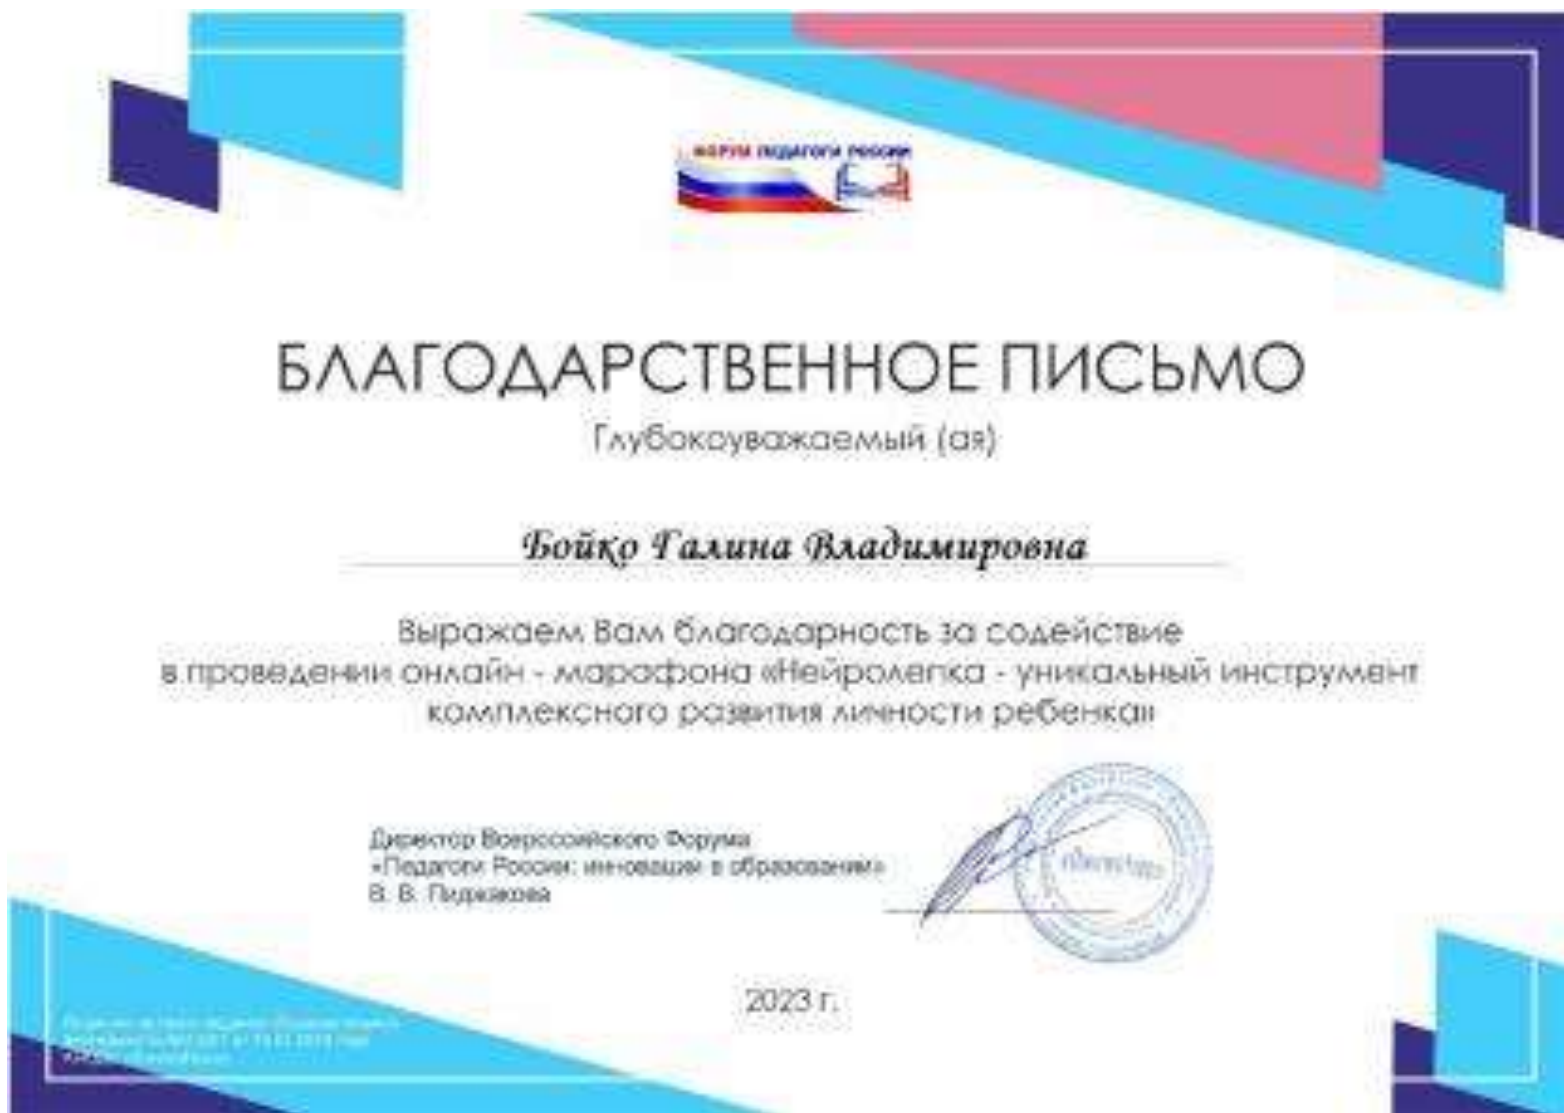 ФОРУМ ПЕДАГОГИ РОССИИ
БЛАГОДАРСТВЕННОЕ ПИСЬМО
Глубокоуважаемый (ая)
Бойко Галина Владимировна
Выражаем Вам благодарность за содействие
в проведении онлайн - марафона «Нейролепка - уникальный инструмент
комплексного развития личности ребенка»
Директор Всероссийского Форума
«Педагоги России: инновации в образовании»
В. В. Пиджакова
2023 г.